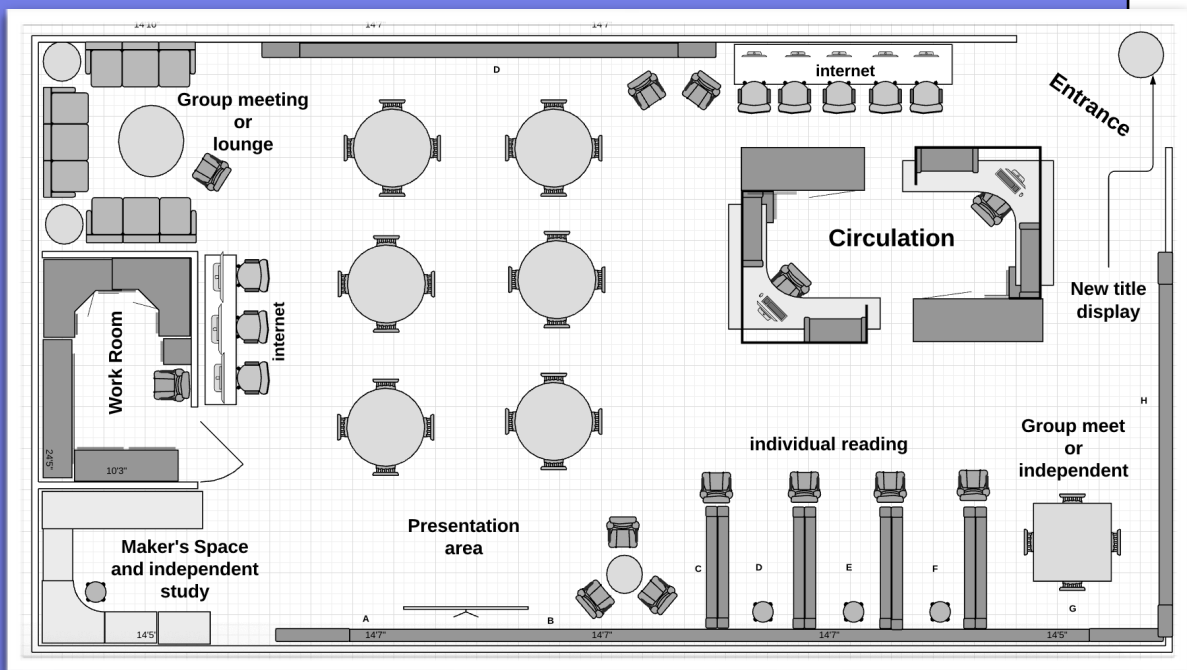 14'10"
14'7"
14'7"
D
internet
Entrance
Group meeting
or
lounge
Circulation
New title
display
internet
Work Room
24'5"
10'3"
H
Group meet
or
independent
individual reading
Presentation
area
Maker's Space
and independent
study
C
D
E
F
G
A
B
14'5"
14'7"
14'7"
14'7"
14'5"